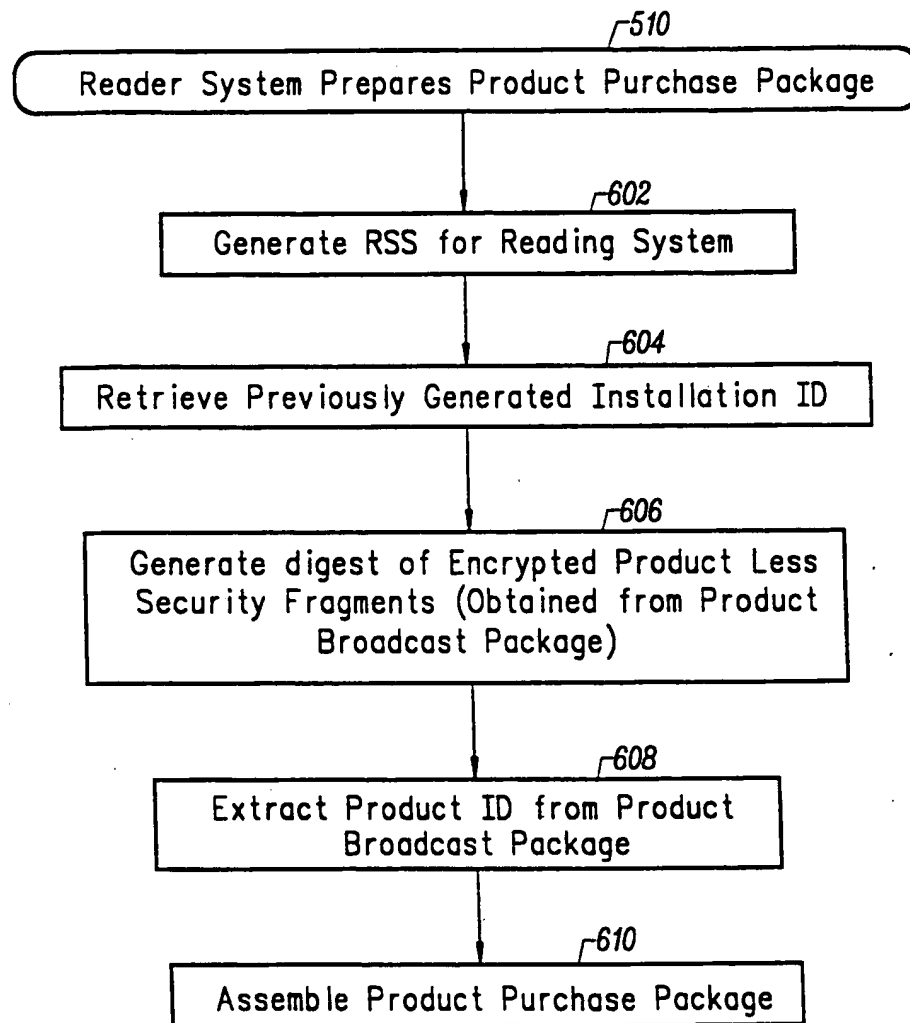 510
Reader System Prepares Product Purchase Package
602
Generate RSS for Reading System
604
Retrieve Previously Generated Installation ID
606
Generate digest of Encrypted Product Less
Security Fragments (Obtained from Product
Broadcast Package)
608
Extract Product ID from Product
Broadcast Package
610
Assemble Product Purchase Package